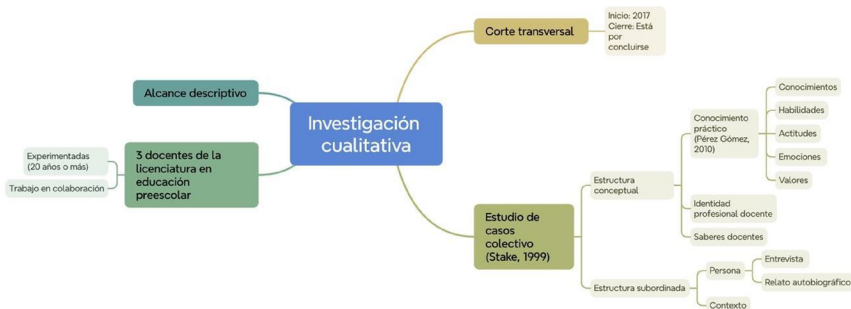 Investigación
cualitativa
Corte transversal
Inicio: 2017
Cierre: Está
por
concluirse
Alcance descriptivo
3 docentes de la
licenciatura en
educación
preescolar
Experimentadas
(20 años o más)
Trabajo en colaboración
Estudio de
casos
colectivo
(Stake, 1999)
Estructura
conceptual
Conocimiento
práctico
(Pérez Gómez,
2010)
Conocimientos
Habilidades
Actitudes
Emociones
Valores
Identidad
profesional docente
Saberes docentes
Estructura subordinada
Persona
Entrevista
Relato autobiográfico
Contexto